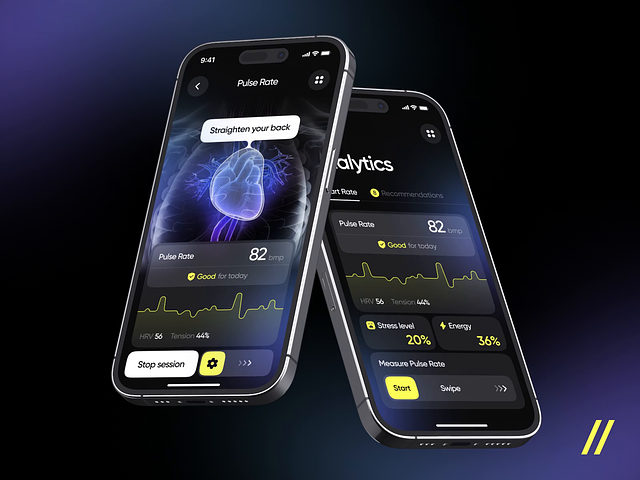 9:41
Pulse Rate
Straighten your back
Pulse Rate 82 bmp
Good for today
HRV 56 Tension 44%
Stop session
alytics
art Rate Recommendations
Pulse Rate 82 bmp
Good for today
HRV 56 Tension 44%
Stress level 20%
Energy 36%
Measure Pulse Rate
Start Swipe